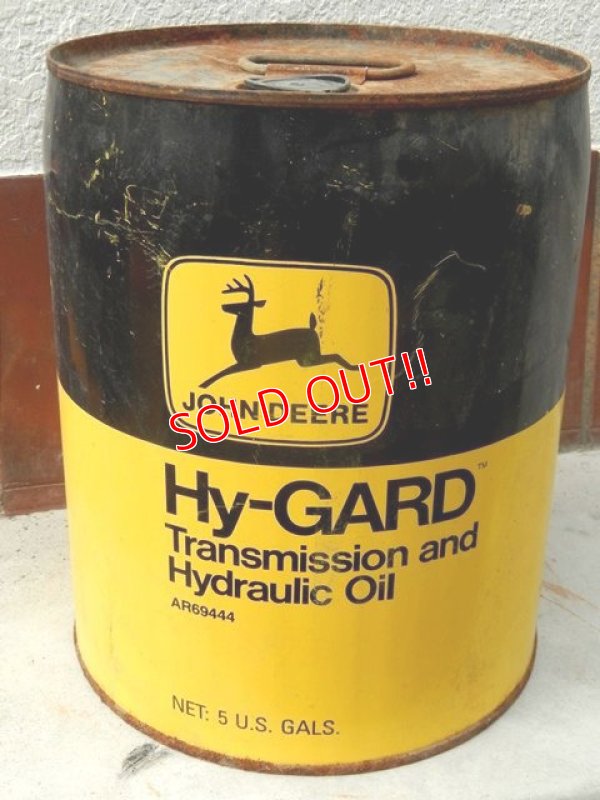 JOHN DEERE
SOLD OUT!!
Hy-GARD™
Transmission and
Hydraulic Oil
AR69444
NET: 5 U.S. GALS.